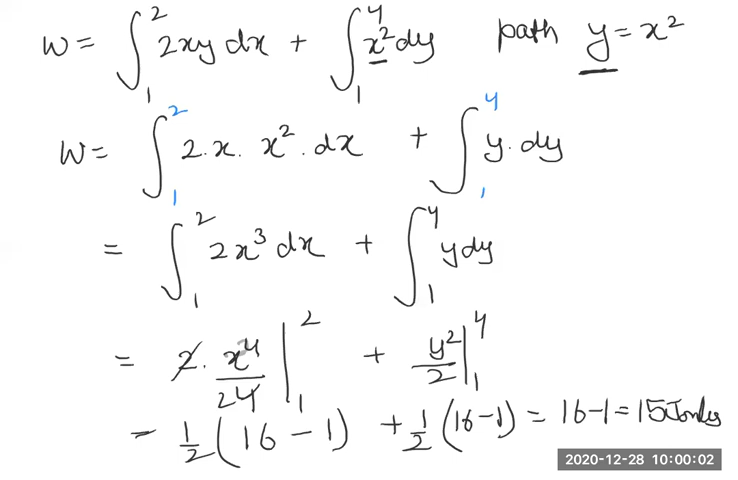 W = ∫₁² 2xy dx + ∫₁⁴ x² dy path y = x²
W = ∫₁² 2.x. x². dx + ∫₁⁴ y. dy
= ∫₁² 2x³ dx + ∫₁⁴ y dy
= 2. x⁴/24 |₁² + y²/2 |₁⁴
= 1/2 (16 - 1) + 1/2 (16-1) = 16-1 = 15 Joules
2020-12-28 10:00:02